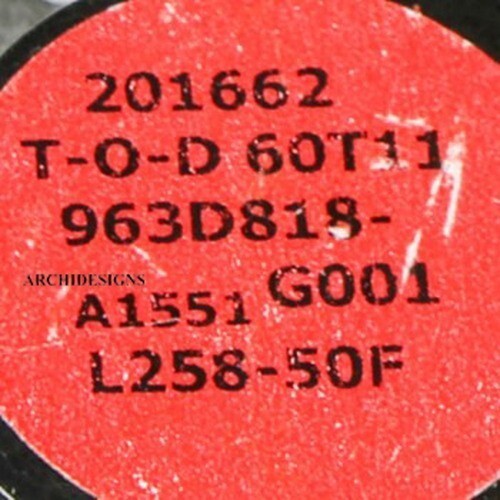 201662
T-O-D 60T11
963D818-
ARCHIDESIGNS
A1551 G001
L258-50F